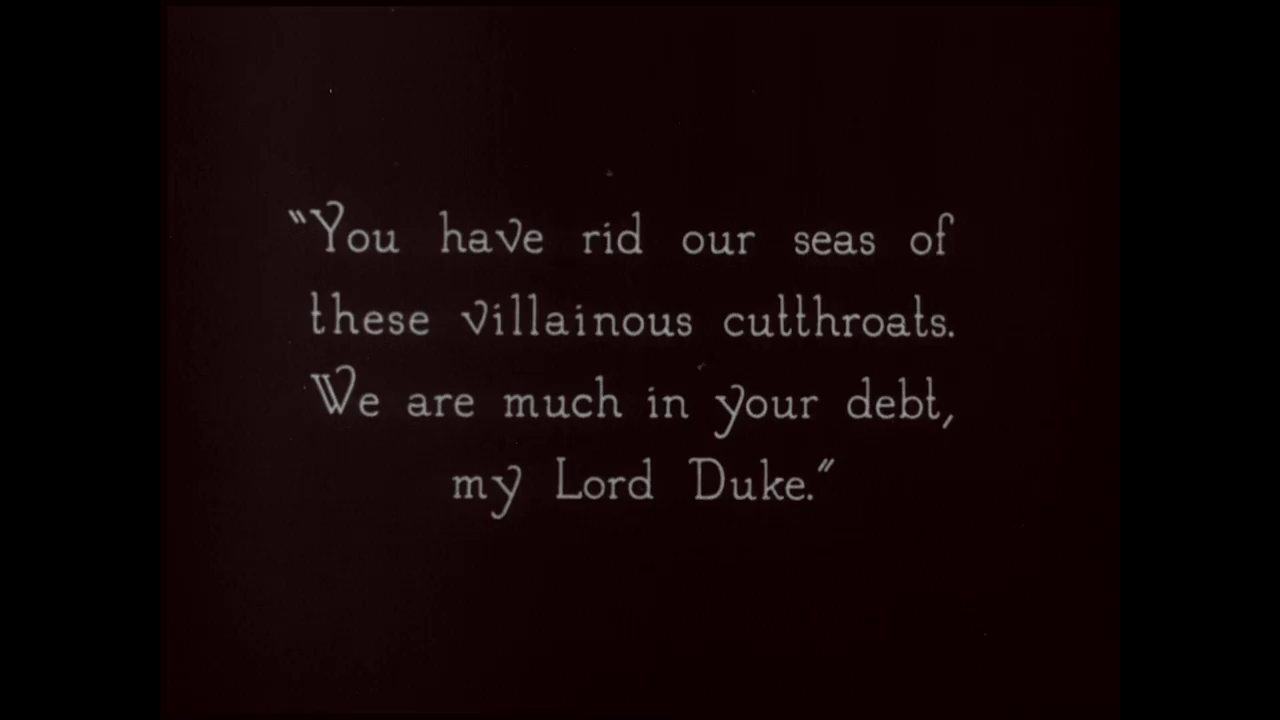 "You have rid our seas of
these villainous cutthroats.
We are much in your debt,
my Lord Duke."